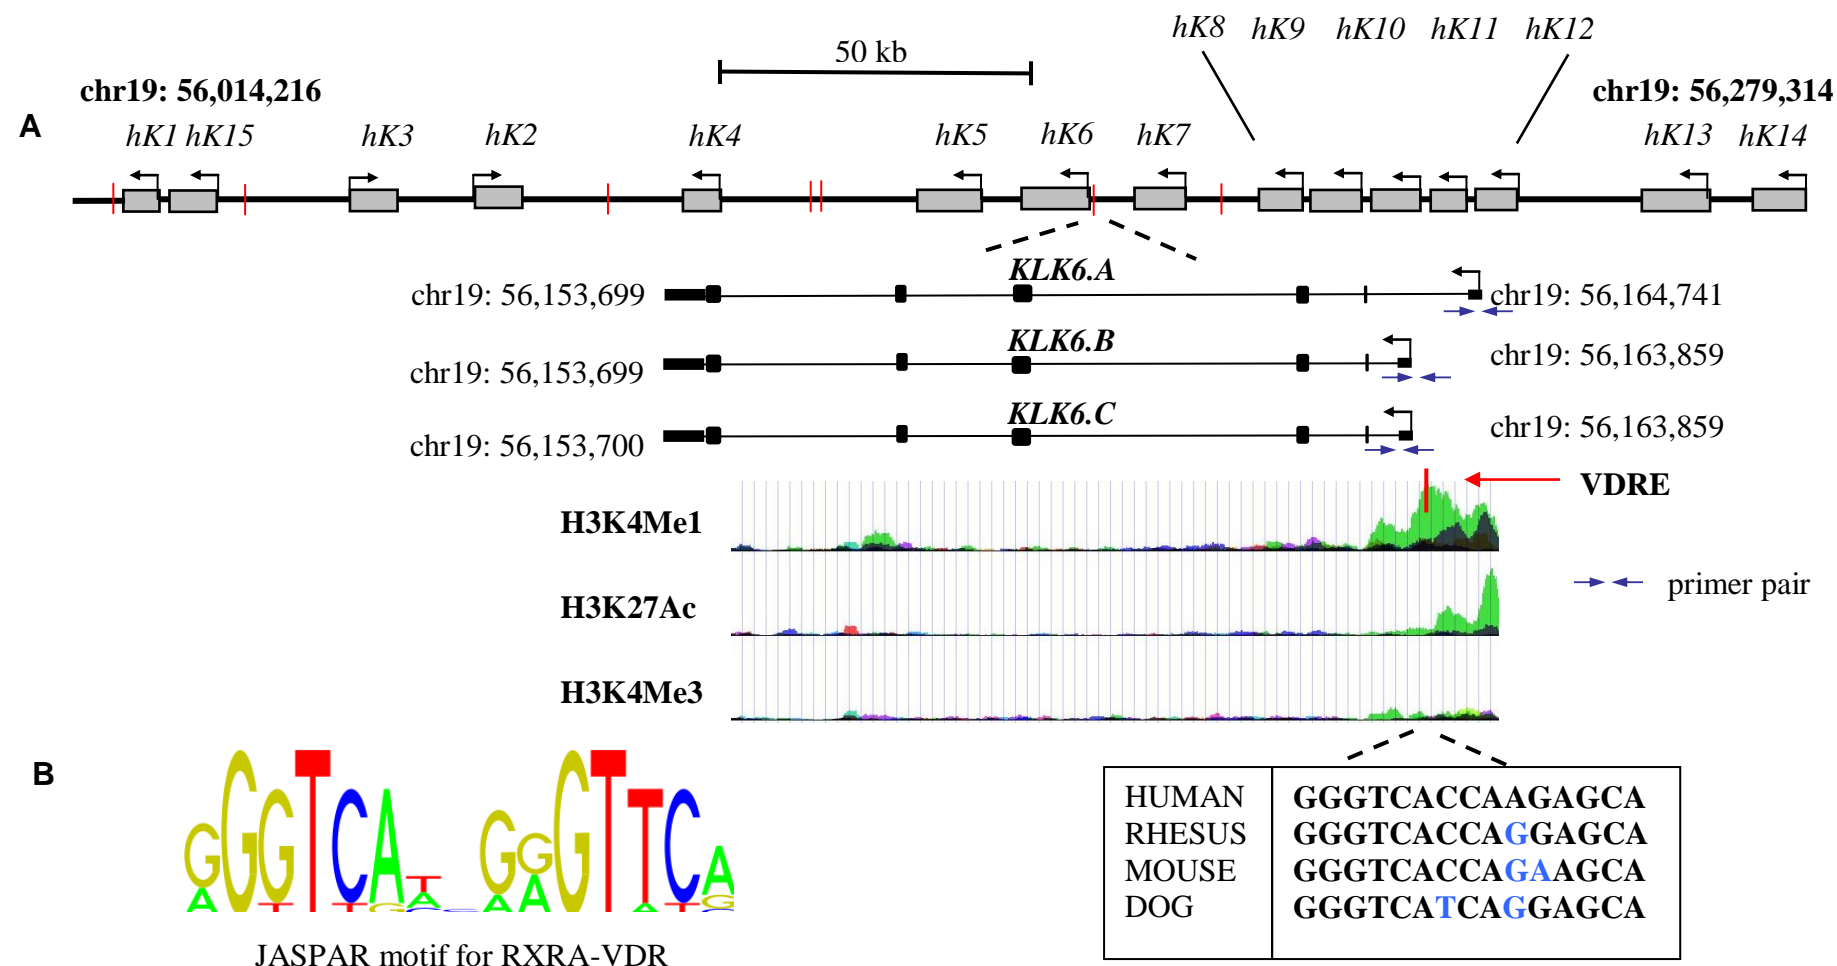 hK8 hK9 hK10 hK11 hK12
50 kb
chr19: 56,014,216
chr19: 56,279,314
A
hK1 hK15 hK3 hK2 hK4 hK5 hK6 hK7 hK13 hK14
KLK6.A
chr19: 56,153,699
chr19: 56,164,741
KLK6.B
chr19: 56,153,699
chr19: 56,163,859
KLK6.C
chr19: 56,153,700
chr19: 56,163,859
VDRE
H3K4Me1
primer pair
H3K27Ac
H3K4Me3
B
JASPAR motif for RXRA-VDR
HUMAN GGGTCACCAAGAGCA
RHESUS GGGTCACCAGGAGCA
MOUSE GGGTCACCAGAAGCA
DOG GGGTCATCAGGAGCA